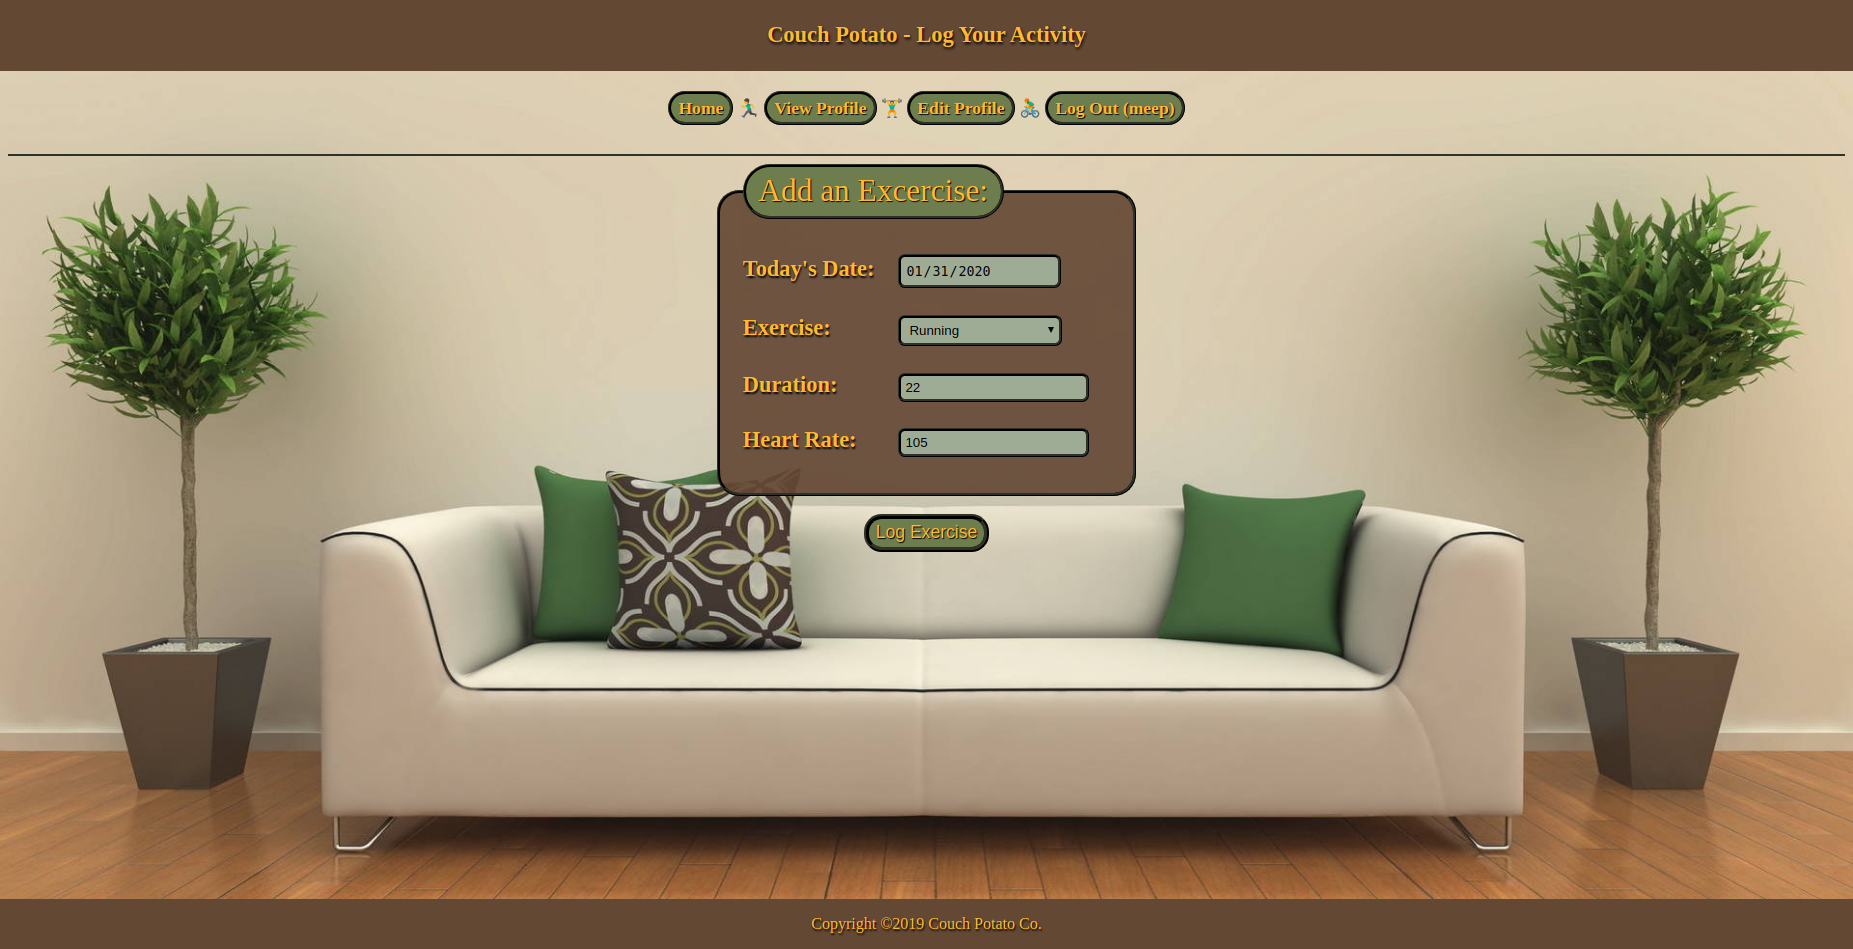 Couch Potato - Log Your Activity
Home View Profile Edit Profile Log Out (meep)
Add an Excercise:
Today's Date: 01/31/2020
Exercise: Running
Duration: 22
Heart Rate: 105
Log Exercise
Copyright ©2019 Couch Potato Co.